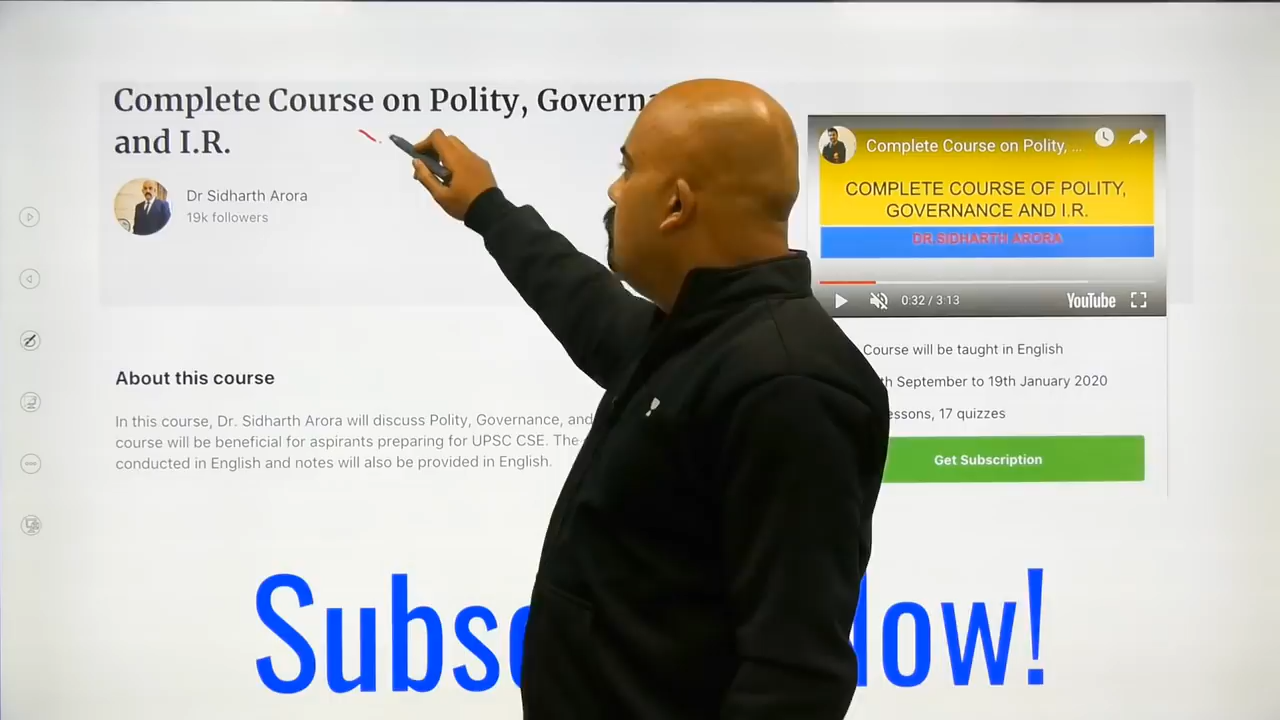 Complete Course on Polity, Governa
and I.R.
Dr Sidharth Arora
19k followers
Complete Course on Polity, ...
COMPLETE COURSE OF POLITY,
GOVERNANCE AND I.R.
DR SIDHARTH ARORA
0:32 / 3:13
YouTube
Course will be taught in English
th September to 19th January 2020
essons, 17 quizzes
Get Subscription
About this course
In this course, Dr. Sidharth Arora will discuss Polity, Governance, and
course will be beneficial for aspirants preparing for UPSC CSE. The
conducted in English and notes will also be provided in English.
Subsc low!